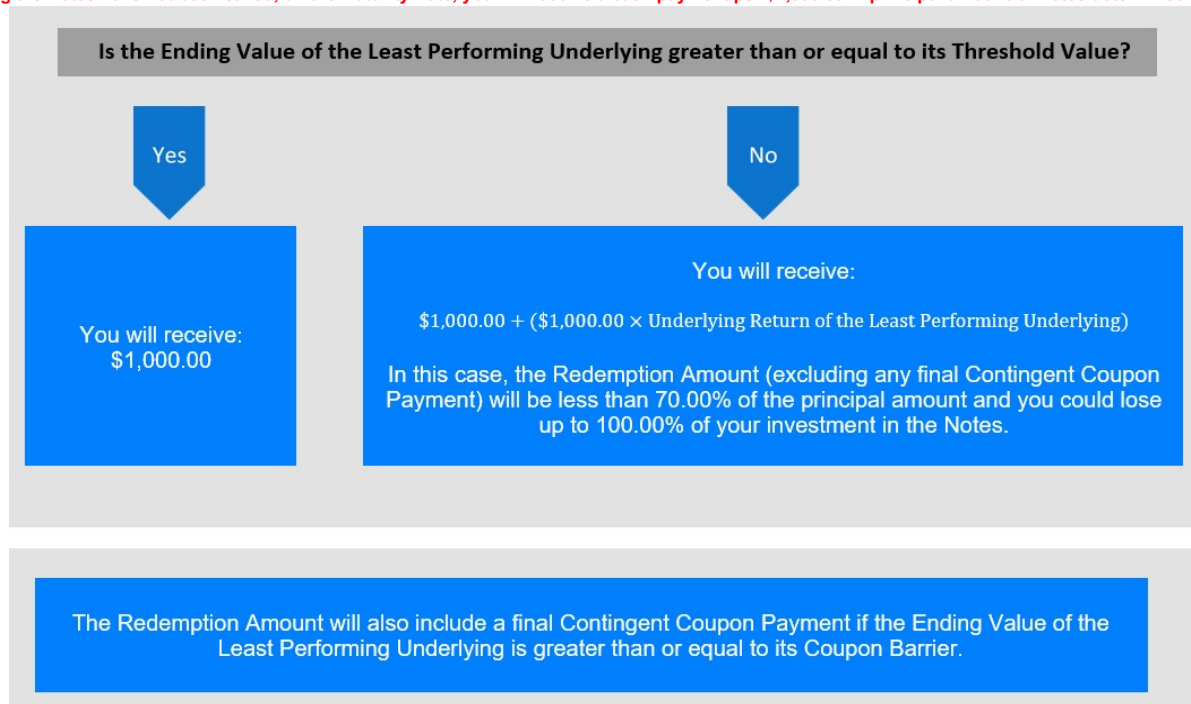 Is the Ending Value of the Least Performing Underlying greater than or equal to its Threshold Value?
Yes
No
You will receive:
$1,000.00
You will receive:
$1,000.00 + ($1,000.00 × Underlying Return of the Least Performing Underlying)
In this case, the Redemption Amount (excluding any final Contingent Coupon
Payment) will be less than 70.00% of the principal amount and you could lose
up to 100.00% of your investment in the Notes.
The Redemption Amount will also include a final Contingent Coupon Payment if the Ending Value of the
Least Performing Underlying is greater than or equal to its Coupon Barrier.